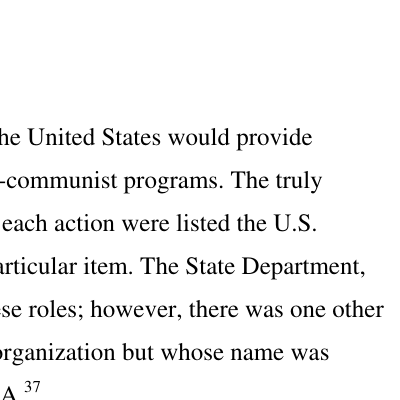 he United States would provide
-communist programs. The truly
each action were listed the U.S.
articular item. The State Department,
se roles; however, there was one other
organization but whose name was
A.37